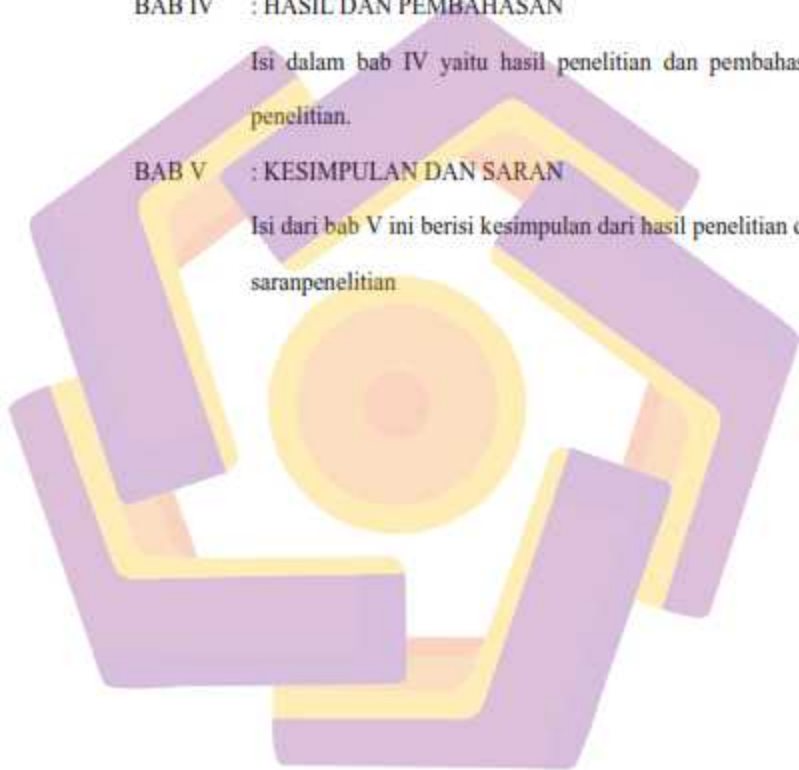 BAB IV : HASIL DAN PEMBAHASAN
Isi dalam bab IV yaitu hasil penelitian dan
penelitian.
BAB V : KESIMPULAN DAN SARAN
Isi dari bab V ini berisi kesimpulan dari hasil penelitian
saranpenelitian